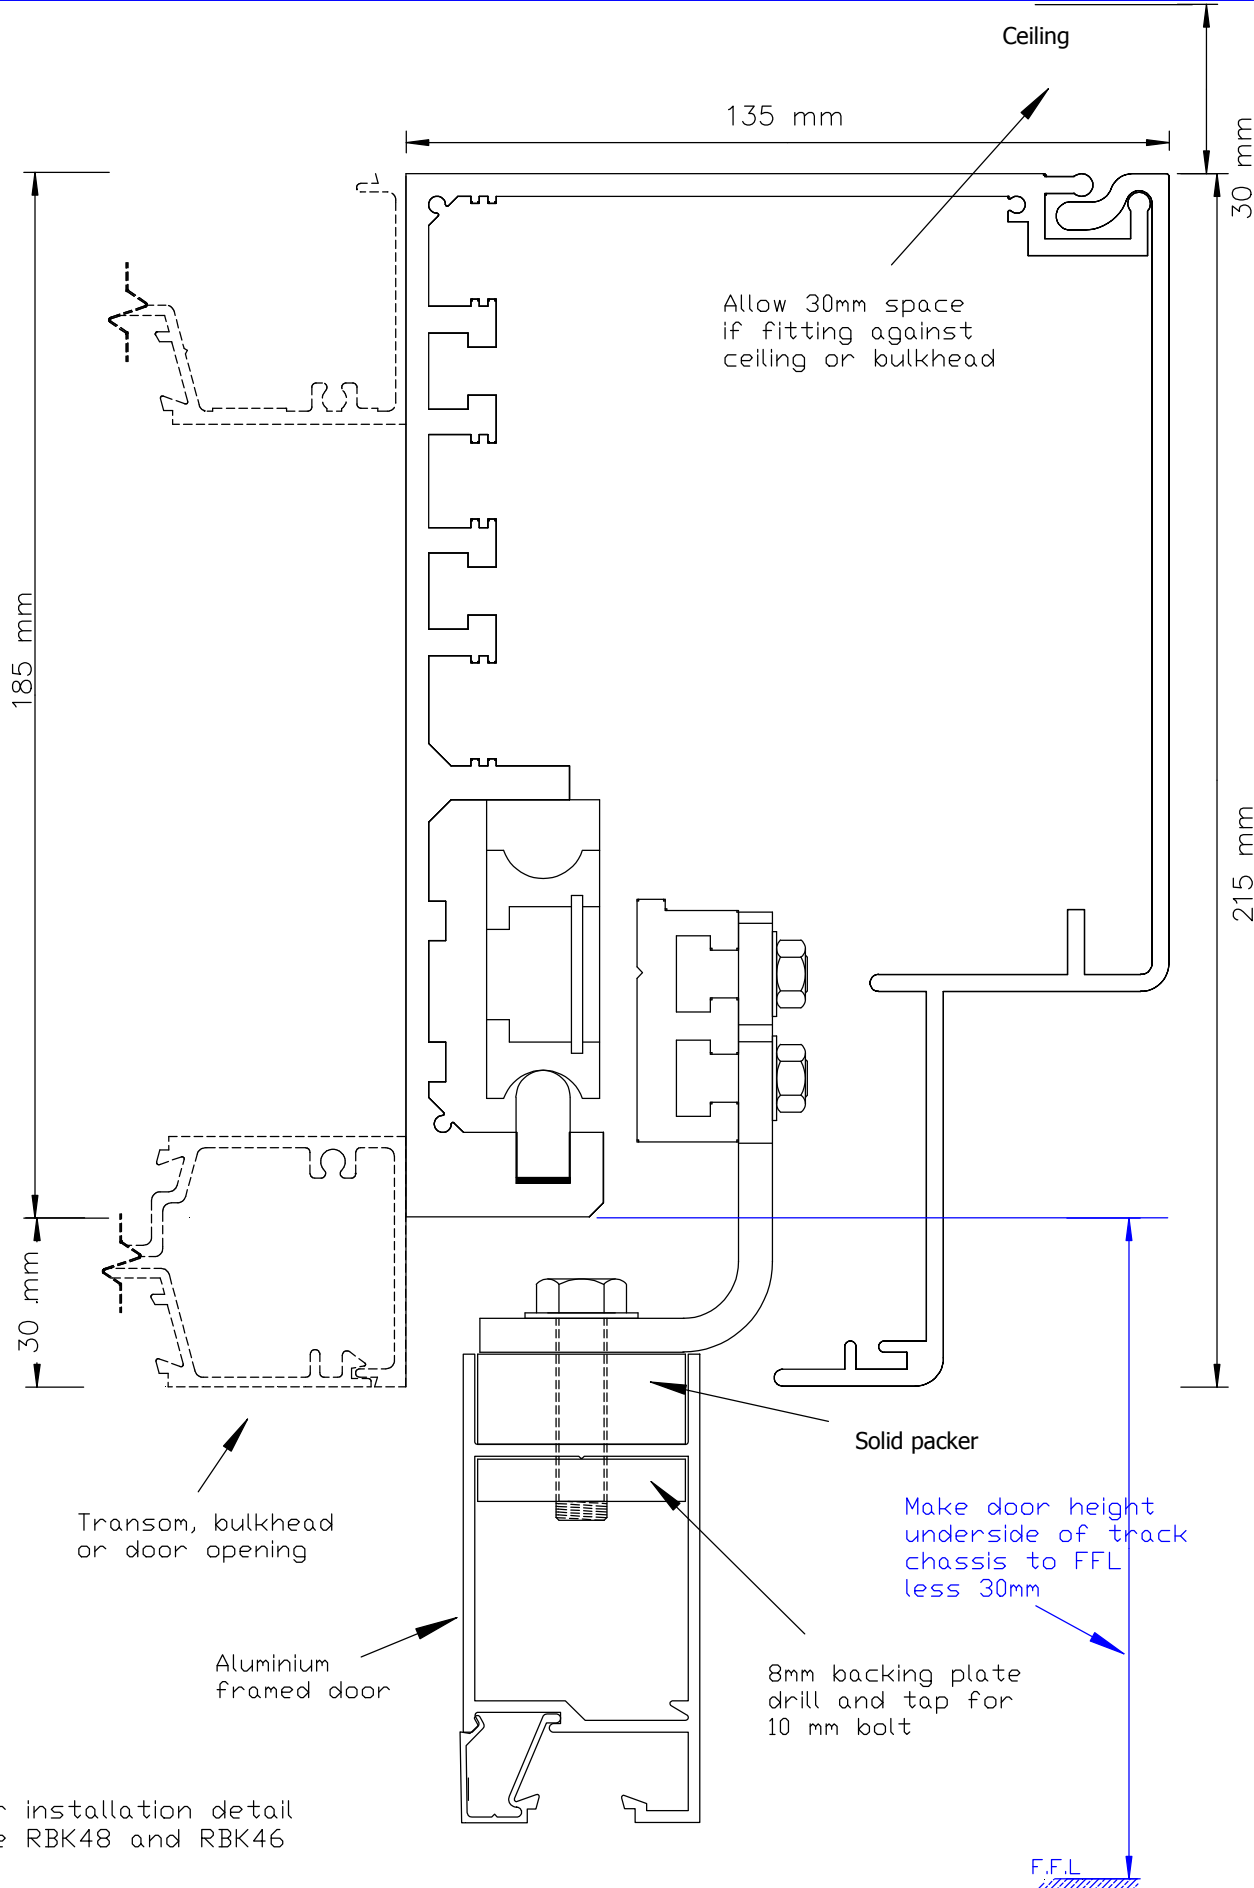 Ceiling
135 mm
30 mm
Allow 30mm space
if fitting against
ceiling or bulkhead
185 mm
215 mm
30 mm
Solid packer
Transom, bulkhead
or door opening
Make door height
underside of track
chassis to FFL
less 30mm
Aluminium
framed door
8mm backing plate
drill and tap for
10 mm bolt
installation detail
RBK48 and RBK46
F.F.L